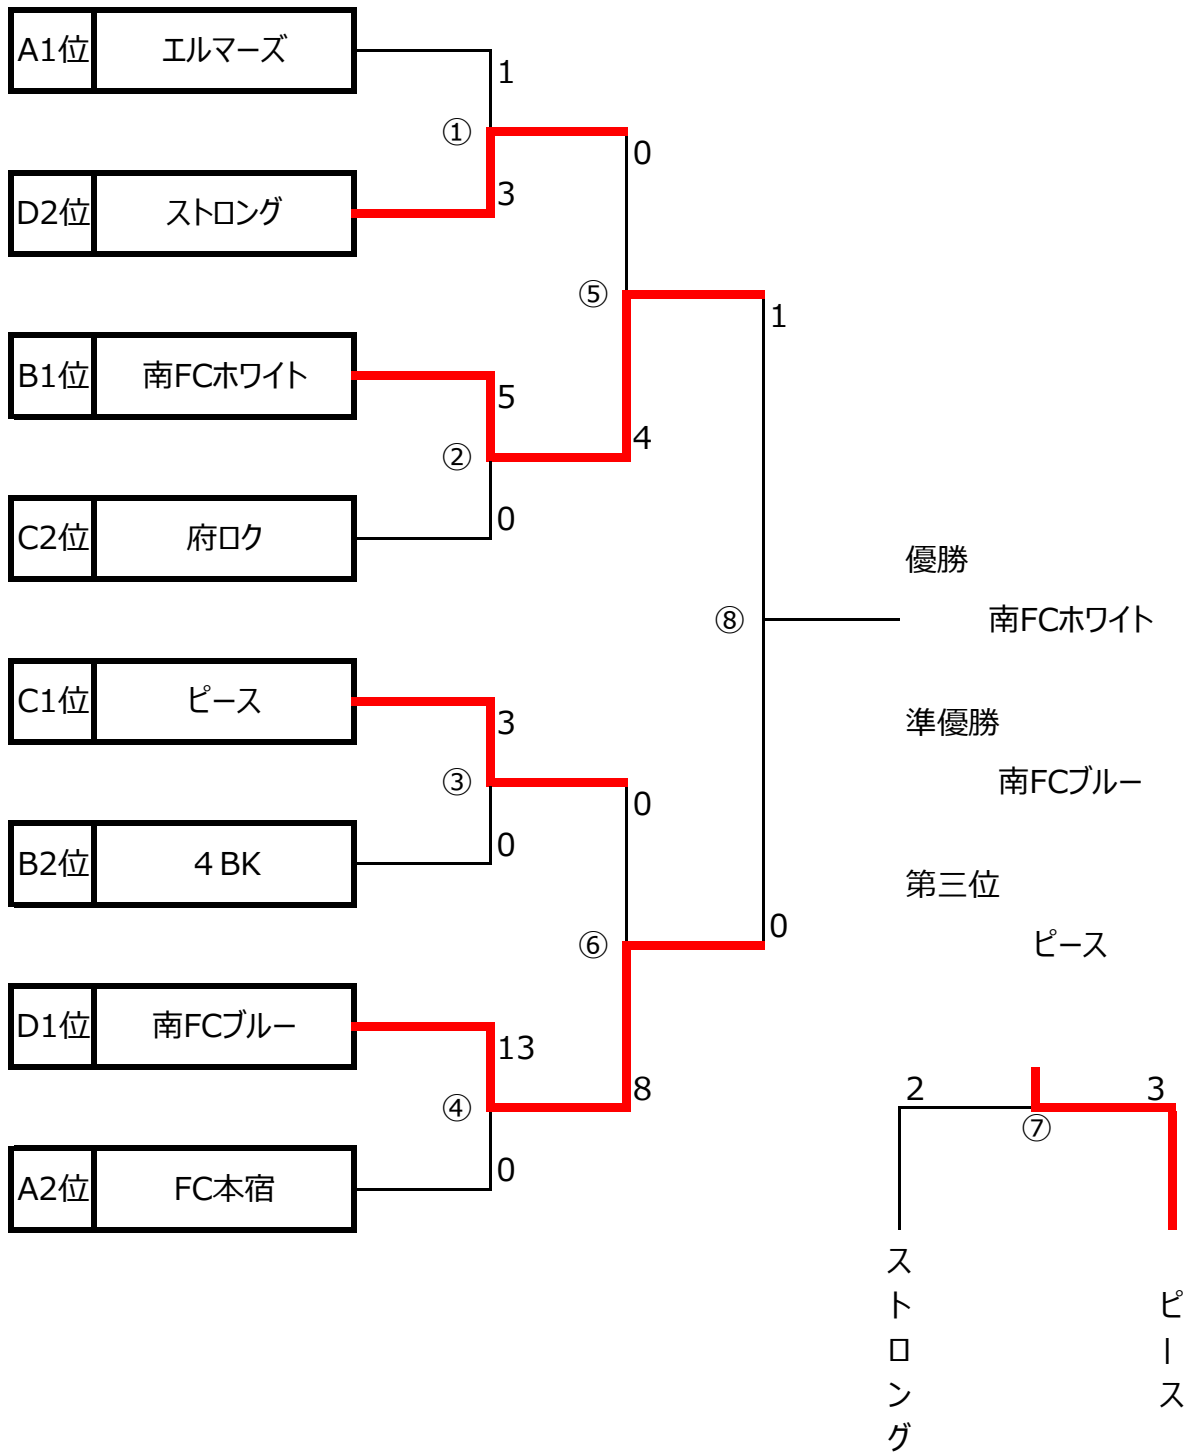 A1位 エルマーズ
1
①
0
D2位 ストロング
3
⑤
1
B1位 南FCホワイト
5
②
4
C2位 府ロク
0
優勝
⑧
南FCホワイト
C1位 ピース
3
準優勝
③
0
南FCブルー
B2位 ４BK
0
第三位
⑥
0
ピース
D1位 南FCブルー
13
④
8
2
3
⑦
A2位 FC本宿
0
ストロング
ピース